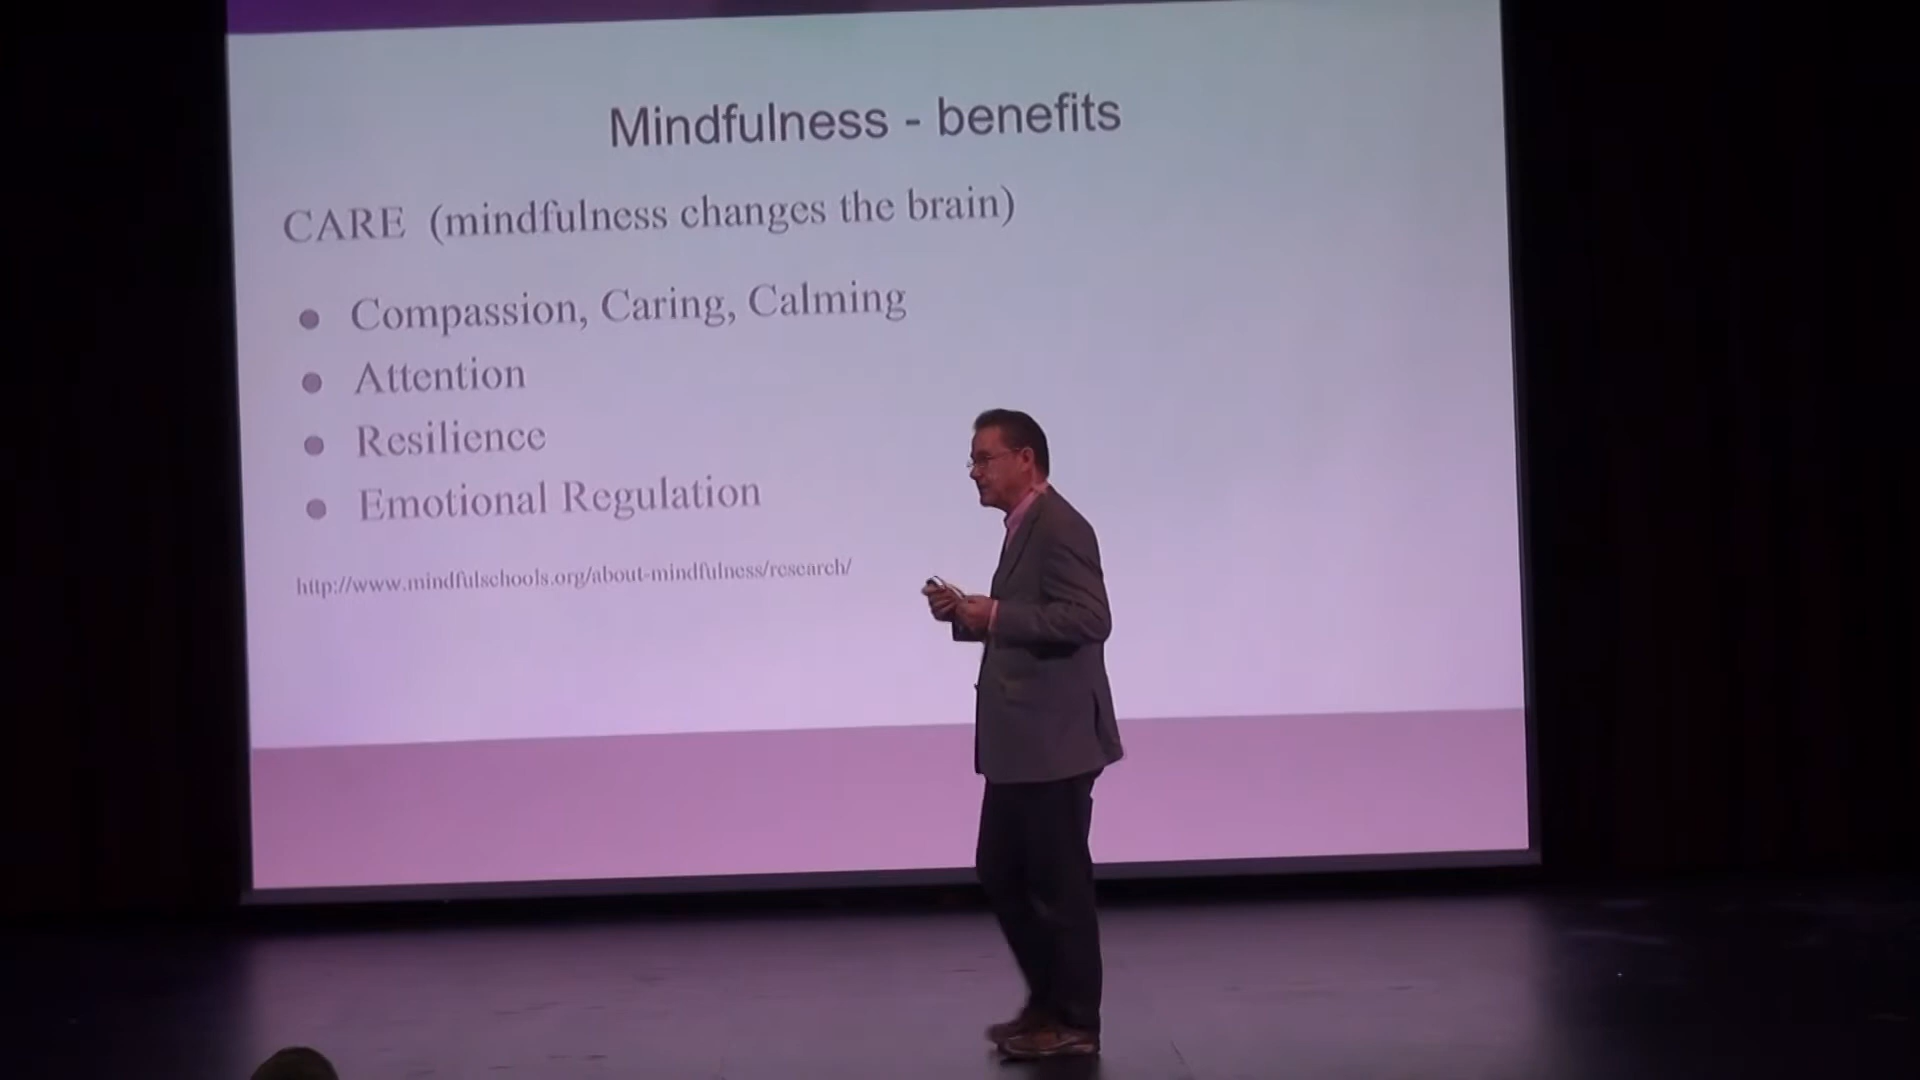 Mindfulness - benefits
CARE (mindfulness changes the brain)
Compassion, Caring, Calming
Attention
Resilience
Emotional Regulation
http://www.mindfulschools.org/about-mindfulness/research/